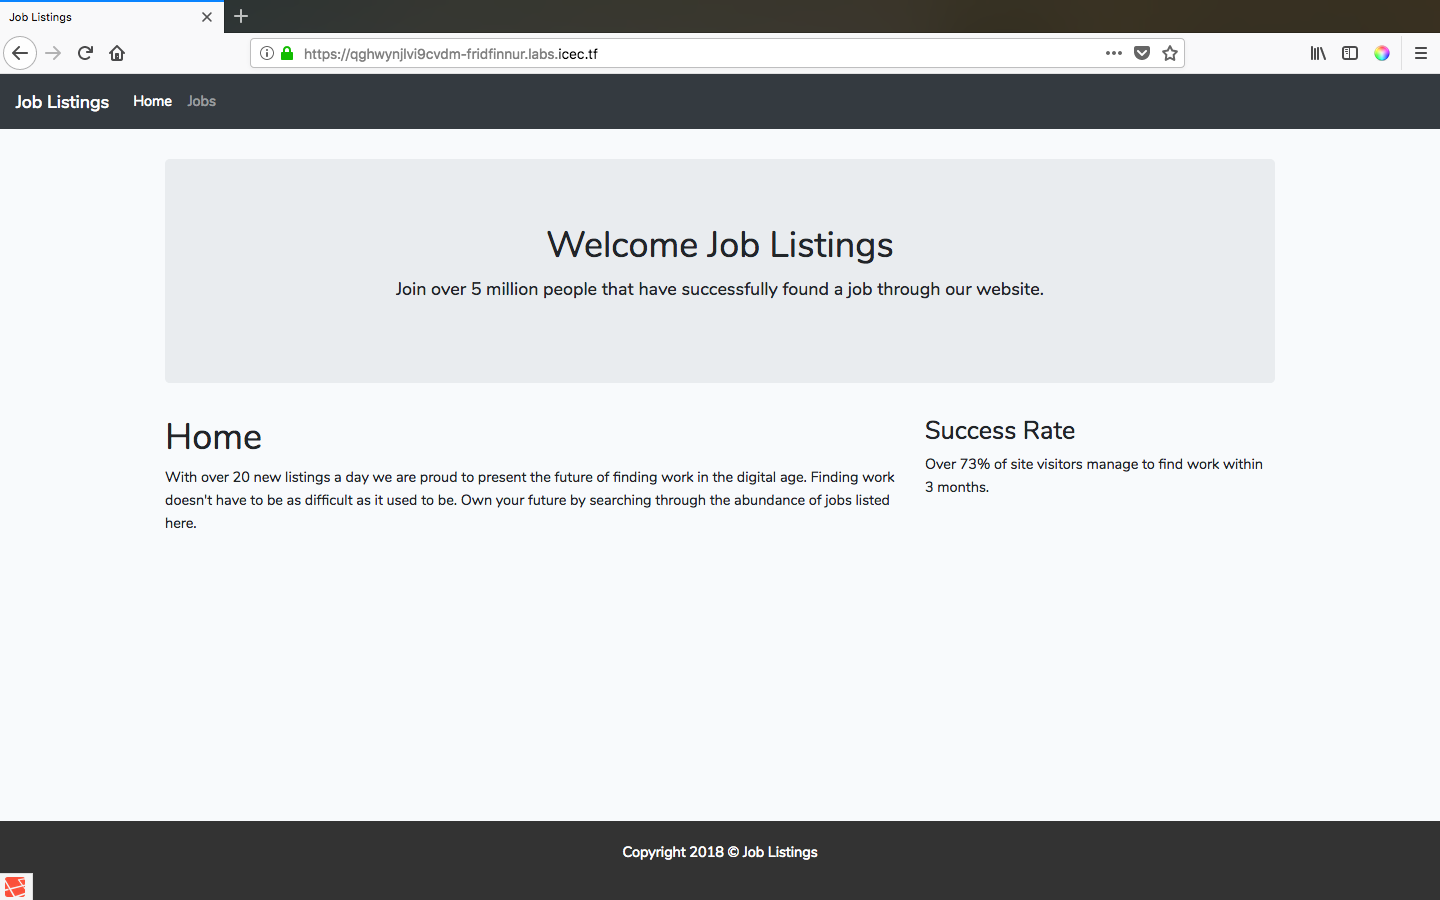 Job Listings
https://qghwynjlvi9cvdm-fridfinnur.labs.icec.tf
Job Listings Home Jobs
Welcome Job Listings
Join over 5 million people that have successfully found a job through our website.
Home
With over 20 new listings a day we are proud to present the future of finding work in the digital age. Finding work
doesn't have to be as difficult as it used to be. Own your future by searching through the abundance of jobs listed
here.
Success Rate
Over 73% of site visitors manage to find work within
3 months.
Copyright 2018 © Job Listings